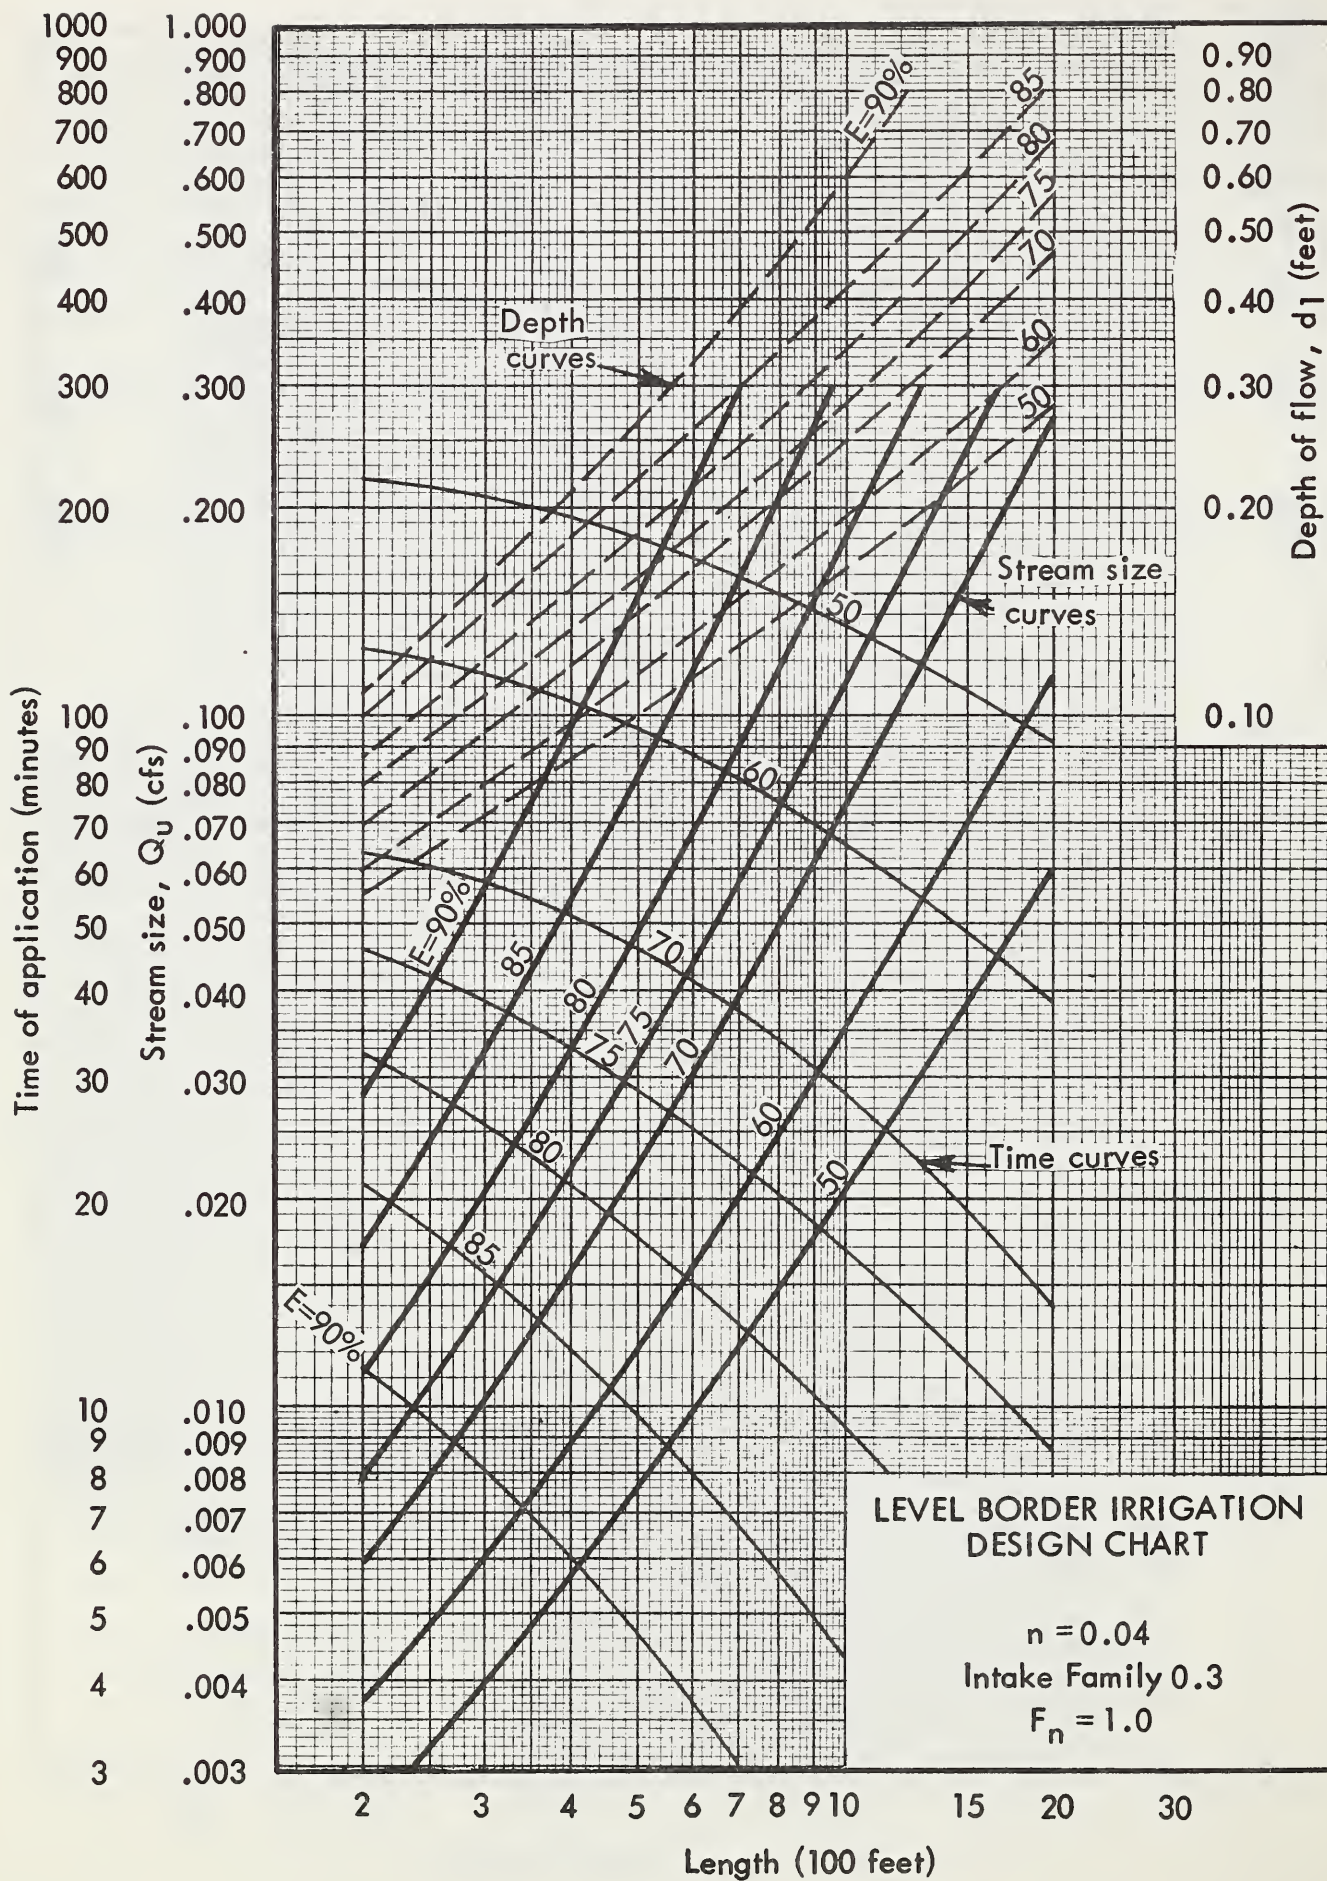 1000 1.000
900 .900 0.90
800 .800 0.80
700 .700 0.70
600 .600 0.60
500 .500 0.50
400 .400 0.40
300 .300 0.30
200 .200 0.20
100 .100 0.10
90 .090
80 .080
70 .070
60 .060
50 .050
40 .040
30 .030
20 .020
10 .010
9 .009
8 .008
7 .007
6 .006
5 .005
4 .004
3 .003
Time of application (minutes)
Stream size, Qu (cfs)
Depth of flow, d1 (feet)
E=90%
85
80
75
70
60
50
Depth
curves
Stream size
curves
50
60
70
75
80
85
E=90%
E=90%
85
80
75
70
60
50
Time curves
LEVEL BORDER IRRIGATION
DESIGN CHART
n = 0.04
Intake Family 0.3
Fn = 1.0
2 3 4 5 6 7 8 9 10 15 20 30
Length (100 feet)